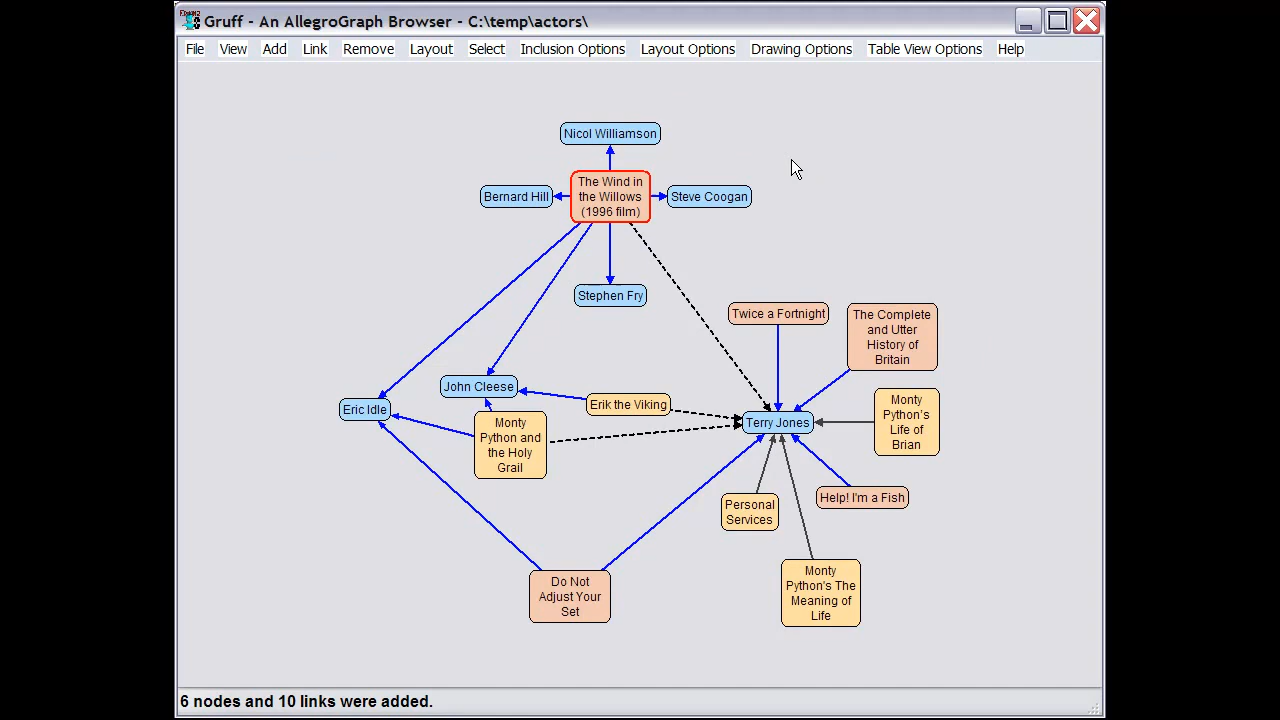 Gruff - An AllegroGraph Browser - C:\temp\actors\
File View Add Link Remove Layout Select Inclusion Options Layout Options Drawing Options Table View Options Help
Nicol Williamson
Bernard Hill
The Wind in
the Willows
(1996 film)
Steve Coogan
Stephen Fry
Twice a Fortnight
The Complete
and Utter
History of
Britain
John Cleese
Erik the Viking
Eric Idle
Monty
Python and
the Holy
Grail
Terry Jones
Monty
Python's
Life of
Brian
Personal
Services
Help! I'm a Fish
Do Not
Adjust Your
Set
Monty
Python's The
Meaning of
Life
6 nodes and 10 links were added.